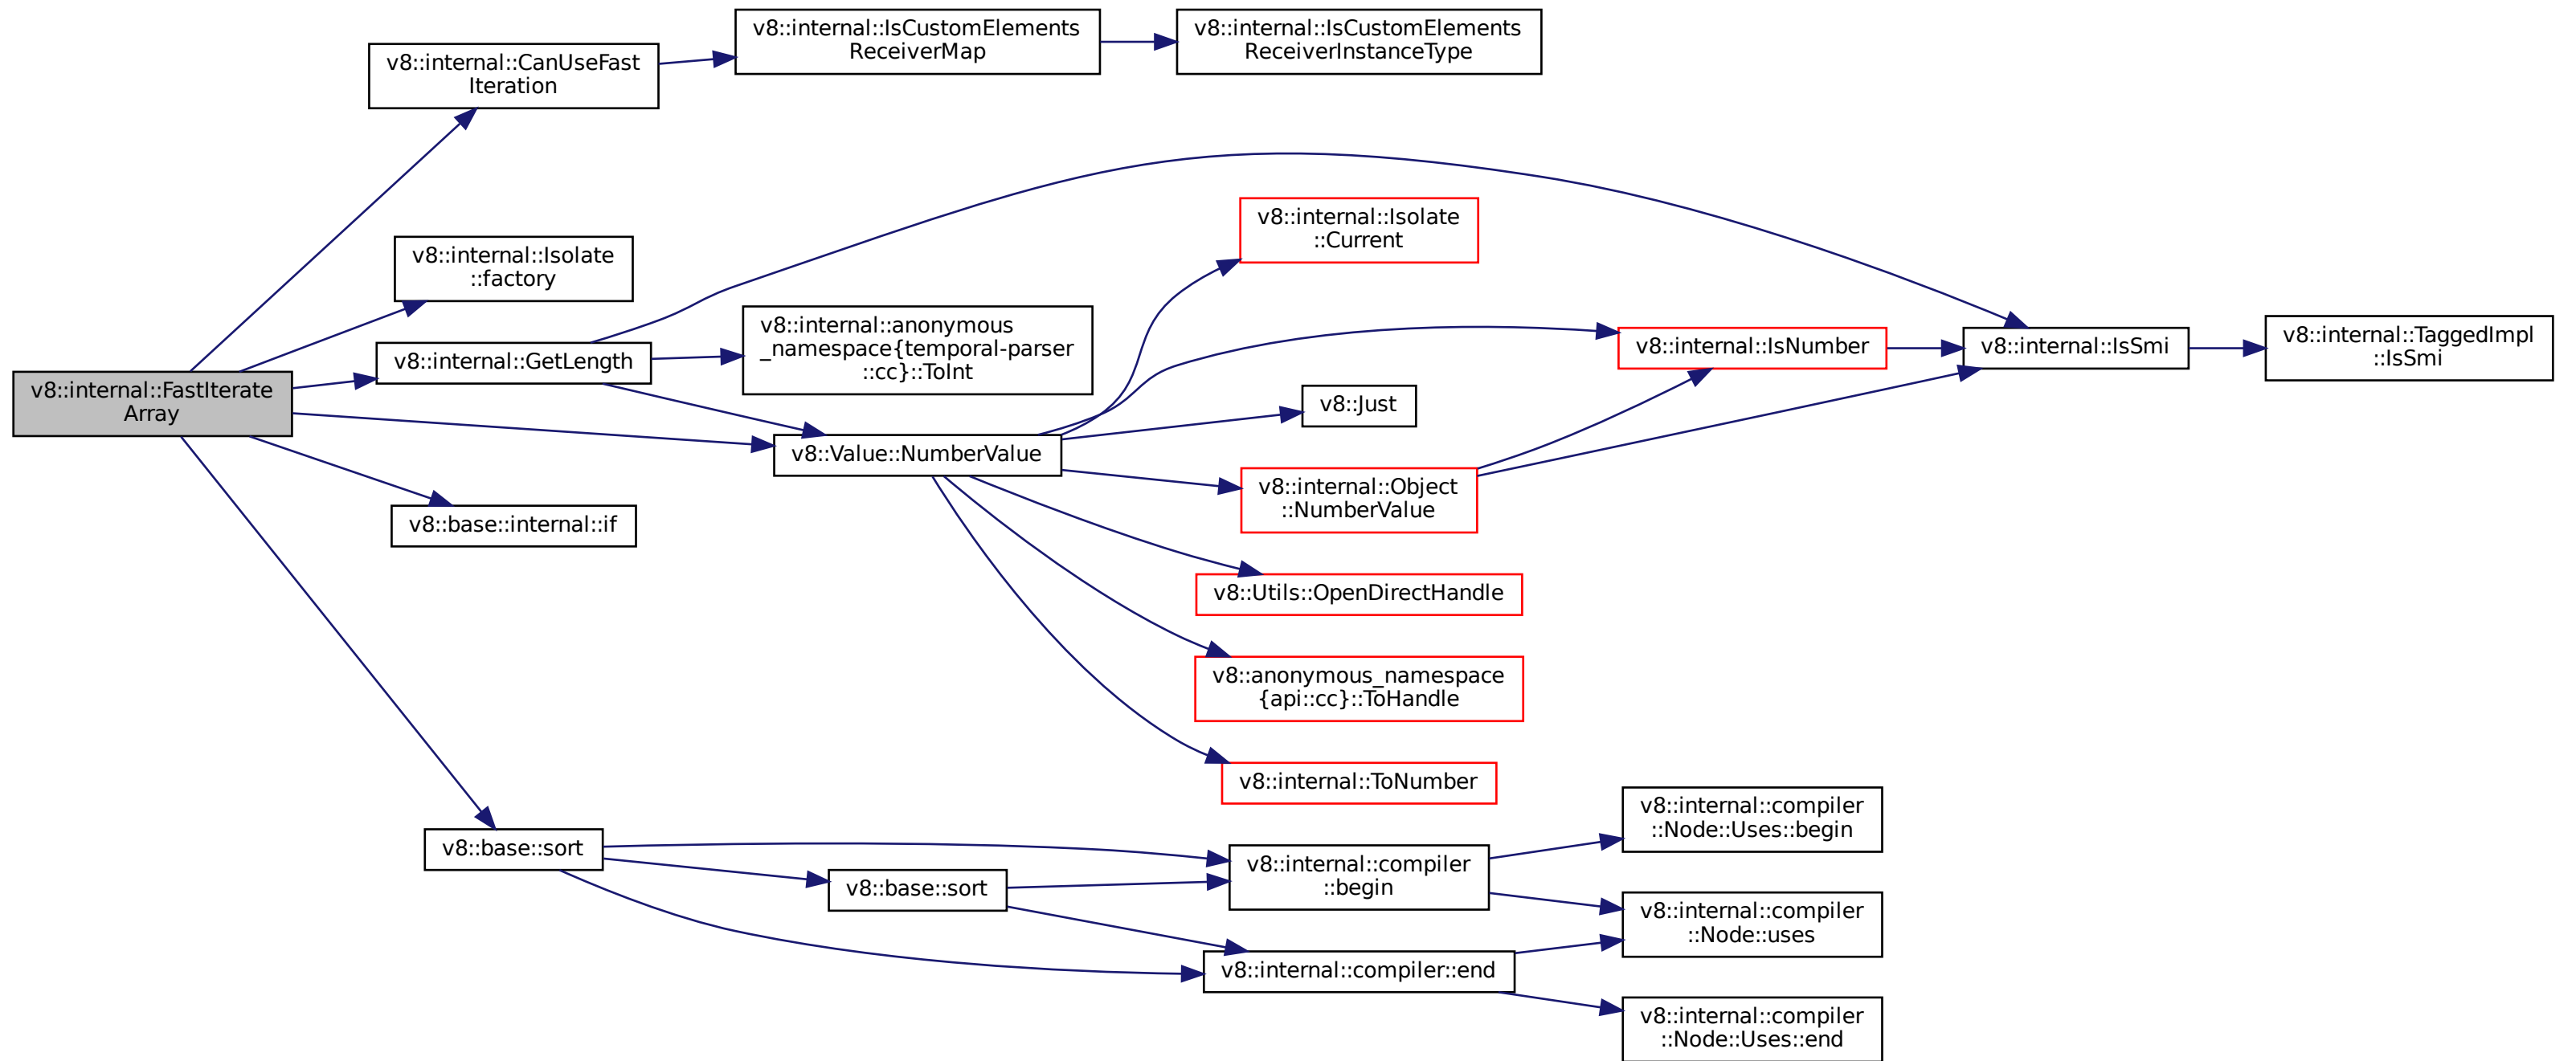 v8::internal::FastIterate
Array
v8::internal::CanUseFast
Iteration
v8::internal::IsCustomElements
ReceiverMap
v8::internal::IsCustomElements
ReceiverInstanceType
v8::internal::Isolate
::factory
v8::internal::GetLength
v8::internal::anonymous
_namespace{temporal-parser
::cc}::ToInt
v8::Value::NumberValue
v8::internal::Isolate
::Current
v8::internal::IsNumber
v8::internal::IsSmi
v8::internal::TaggedImpl
::IsSmi
v8::Just
v8::internal::Object
::NumberValue
v8::Utils::OpenDirectHandle
v8::anonymous_namespace
{api::cc}::ToHandle
v8::internal::ToNumber
v8::base::internal::if
v8::base::sort
v8::base::sort
v8::internal::compiler
::begin
v8::internal::compiler::end
v8::internal::compiler
::Node::Uses::begin
v8::internal::compiler
::Node::uses
v8::internal::compiler
::Node::Uses::end